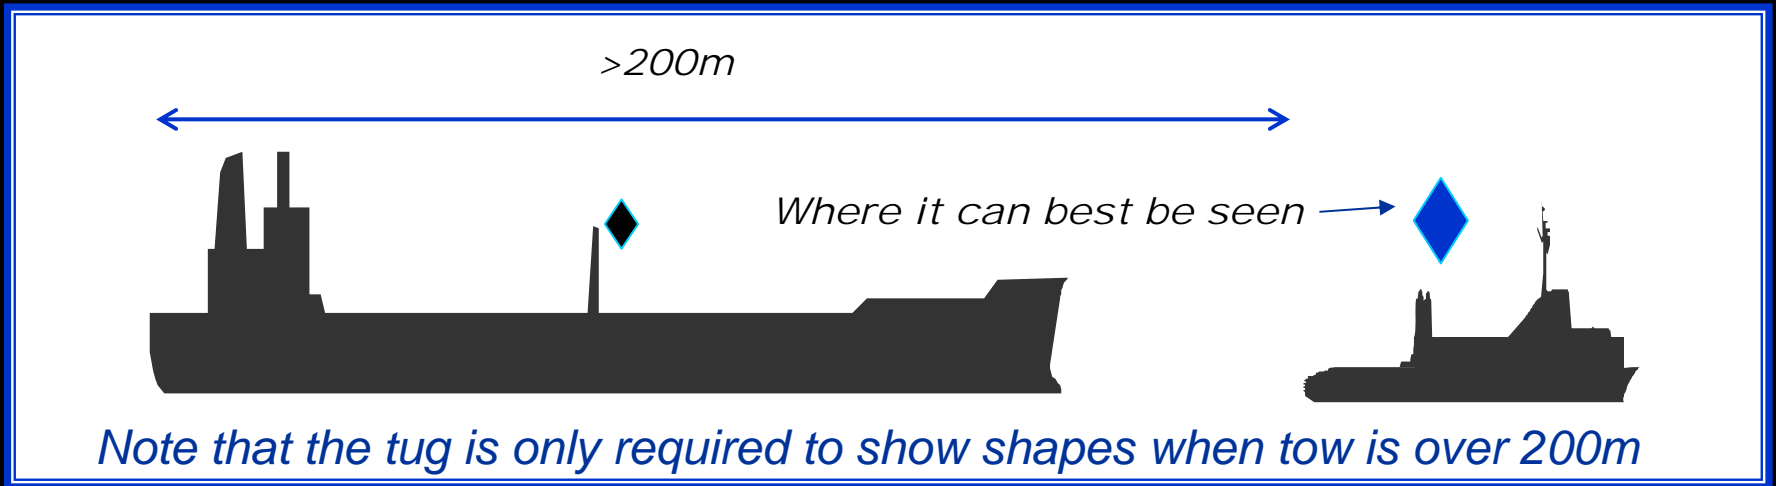 >200m
Where it can best be seen
Note that the tug is only required to show shapes when tow is over 200m